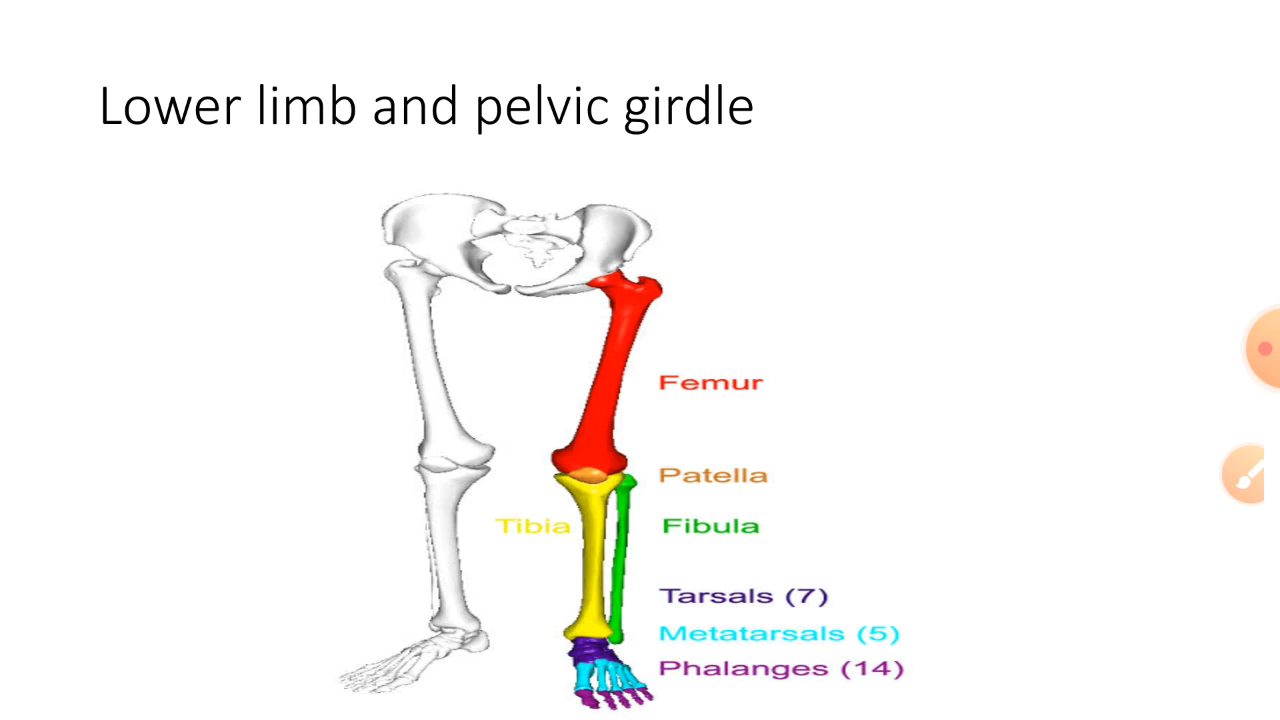 Lower limb and pelvic girdle
Femur
Patella
Tibia
Fibula
Tarsals (7)
Metatarsals (5)
Phalanges (14)